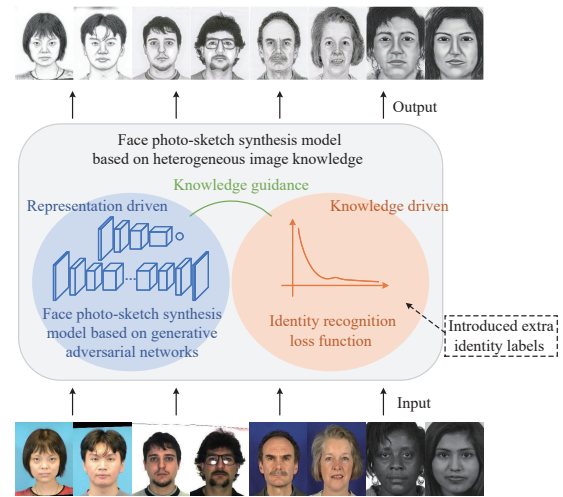 Output
Face photo-sketch synthesis model
based on heterogeneous image knowledge
Knowledge guidance
Representation driven
Knowledge driven
...
Face photo-sketch synthesis
model based on generative
adversarial networks
Identity recognition
loss function
Introduced extra
identity labels
Input